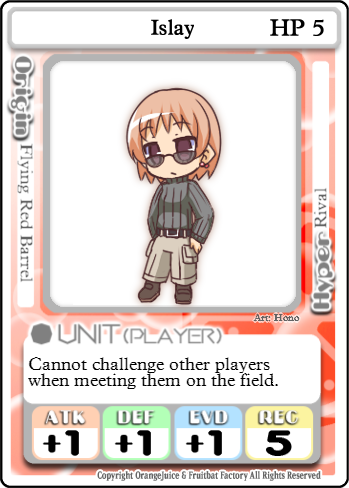 Islay HP 5
Origin
Flying Red Barrel
Hyper
Rival
Art: Hono
UNIT(PLAYER)
Cannot challenge other players
when meeting them on the field.
ATK DEF EVD REC
+1 +1 +1 5
Copyright OrangeJuice & Fruitbat Factory All Rights Reserved